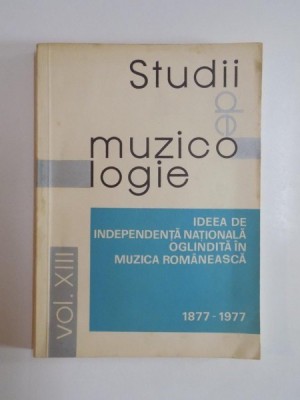 Studii
de
muzico
logie
IDEEA DE
INDEPENDENȚĂ NAȚIONALĂ
OGLINDITĂ ÎN
MUZICA ROMÂNEASCĂ
1877-1977
vol. XIII